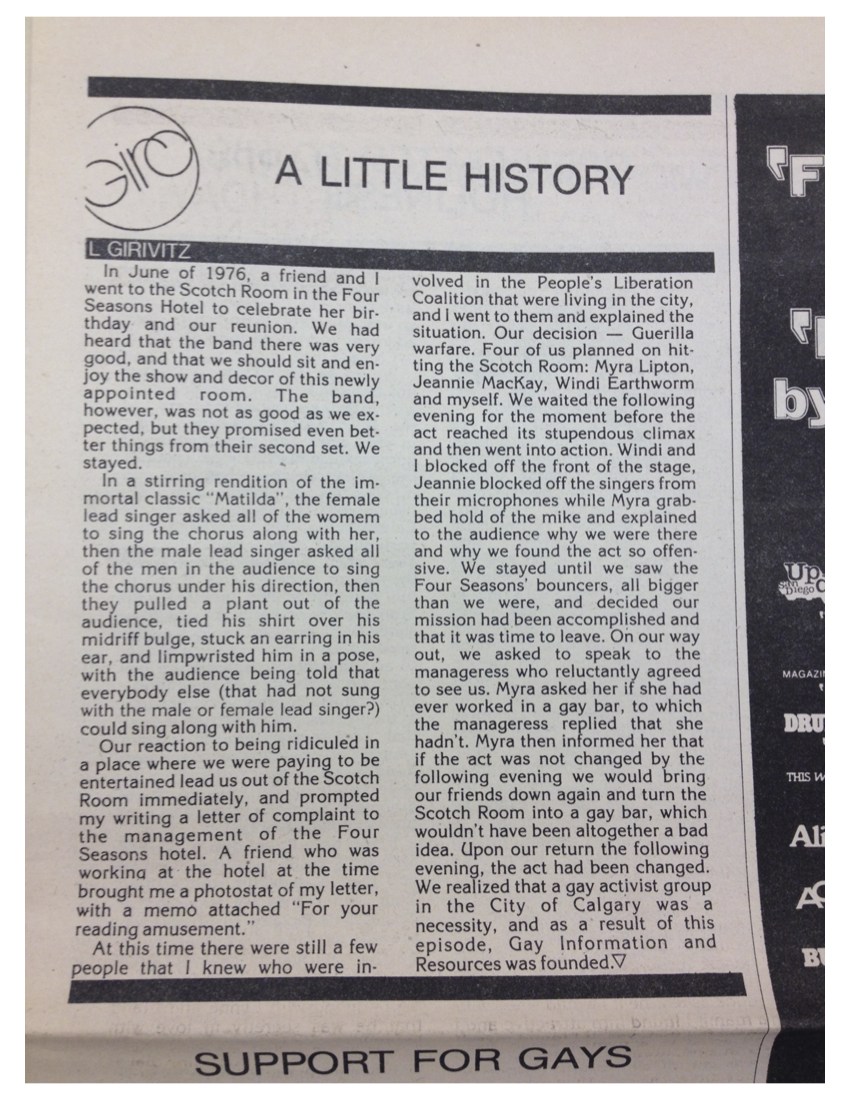 Girc
A LITTLE HISTORY
L GIRIVITZ
In June of 1976, a friend and I
went to the Scotch Room in the Four
Seasons Hotel to celebrate her bir-
thday and our reunion. We had
heard that the band there was very
good, and that we should sit and en-
joy the show and decor of this newly
appointed room. The band,
however, was not as good as we ex-
pected, but they promised even bet-
ter things from their second set. We
stayed.
In a stirring rendition of the im-
mortal classic "Matilda", the female
lead singer asked all of the womem
to sing the chorus along with her,
then the male lead singer asked all
of the men in the audience to sing
the chorus under his direction, then
they pulled a plant out of the
audience, tied his shirt over his
midriff bulge, stuck an earring in his
ear, and limpwristed him in a pose,
with the audience being told that
everybody else (that had not sung
with the male or female lead singer?)
could sing along with him.
Our reaction to being ridiculed in
a place where we were paying to be
entertained lead us out of the Scotch
Room immediately, and prompted
my writing a letter of complaint to
the management of the Four
Seasons hotel. A friend who was
working at the hotel at the time
brought me a photostat of my letter,
with a memo attached "For your
reading amusement."
At this time there were still a few
people that I knew who were in-
volved in the People's Liberation
Coalition that were living in the city,
and I went to them and explained the
situation. Our decision — Guerilla
warfare. Four of us planned on hit-
ting the Scotch Room: Myra Lipton,
Jeannie MacKay, Windi Earthworm
and myself. We waited the following
evening for the moment before the
act reached its stupendous climax
and then went into action. Windi and
I blocked off the front of the stage,
Jeannie blocked off the singers from
their microphones while Myra grab-
bed hold of the mike and explained
to the audience why we were there
and why we found the act so offen-
sive. We stayed until we saw the
Four Seasons' bouncers, all bigger
than we were, and decided our
mission had been accomplished and
that it was time to leave. On our way
out, we asked to speak to the
manageress who reluctantly agreed
to see us. Myra asked her if she had
ever worked in a gay bar, to which
the manageress replied that she
hadn't. Myra then informed her that
if the act was not changed by the
following evening we would bring
our friends down again and turn the
Scotch Room into a gay bar, which
wouldn't have been altogether a bad
idea. Upon our return the following
evening, the act had been changed.
We realized that a gay activist group
in the City of Calgary was a
necessity, and as a result of this
episode, Gay Information and
Resources was founded.▽
SUPPORT FOR GAYS
'F
by
Up
San Diego
MAGAZI
DRU
THIS W
Ali
BU